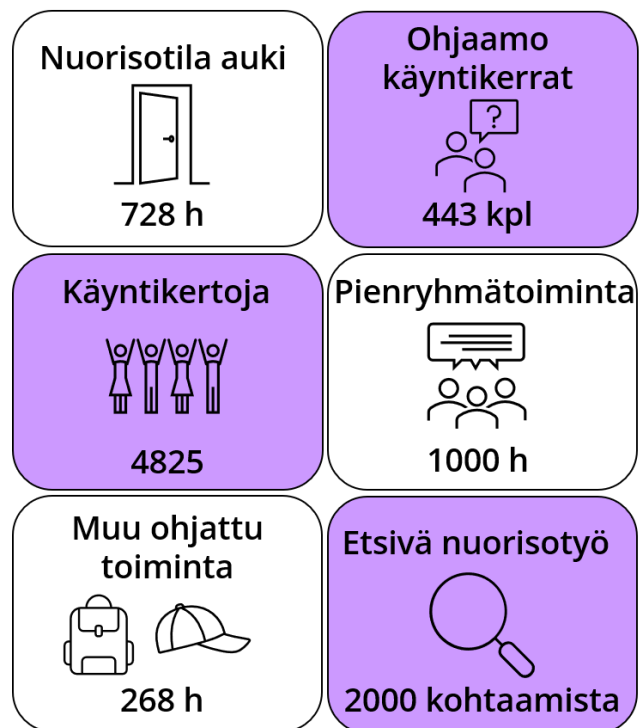 Nuorisotila auki
728 h
Ohjaamo
käyntikerrat
?
443 kpl
Käyntikertoja
4825
Pienryhmätoiminta
1000 h
Muu ohjattu
toiminta
268 h
Etsivä nuorisotyö
2000 kohtaamista